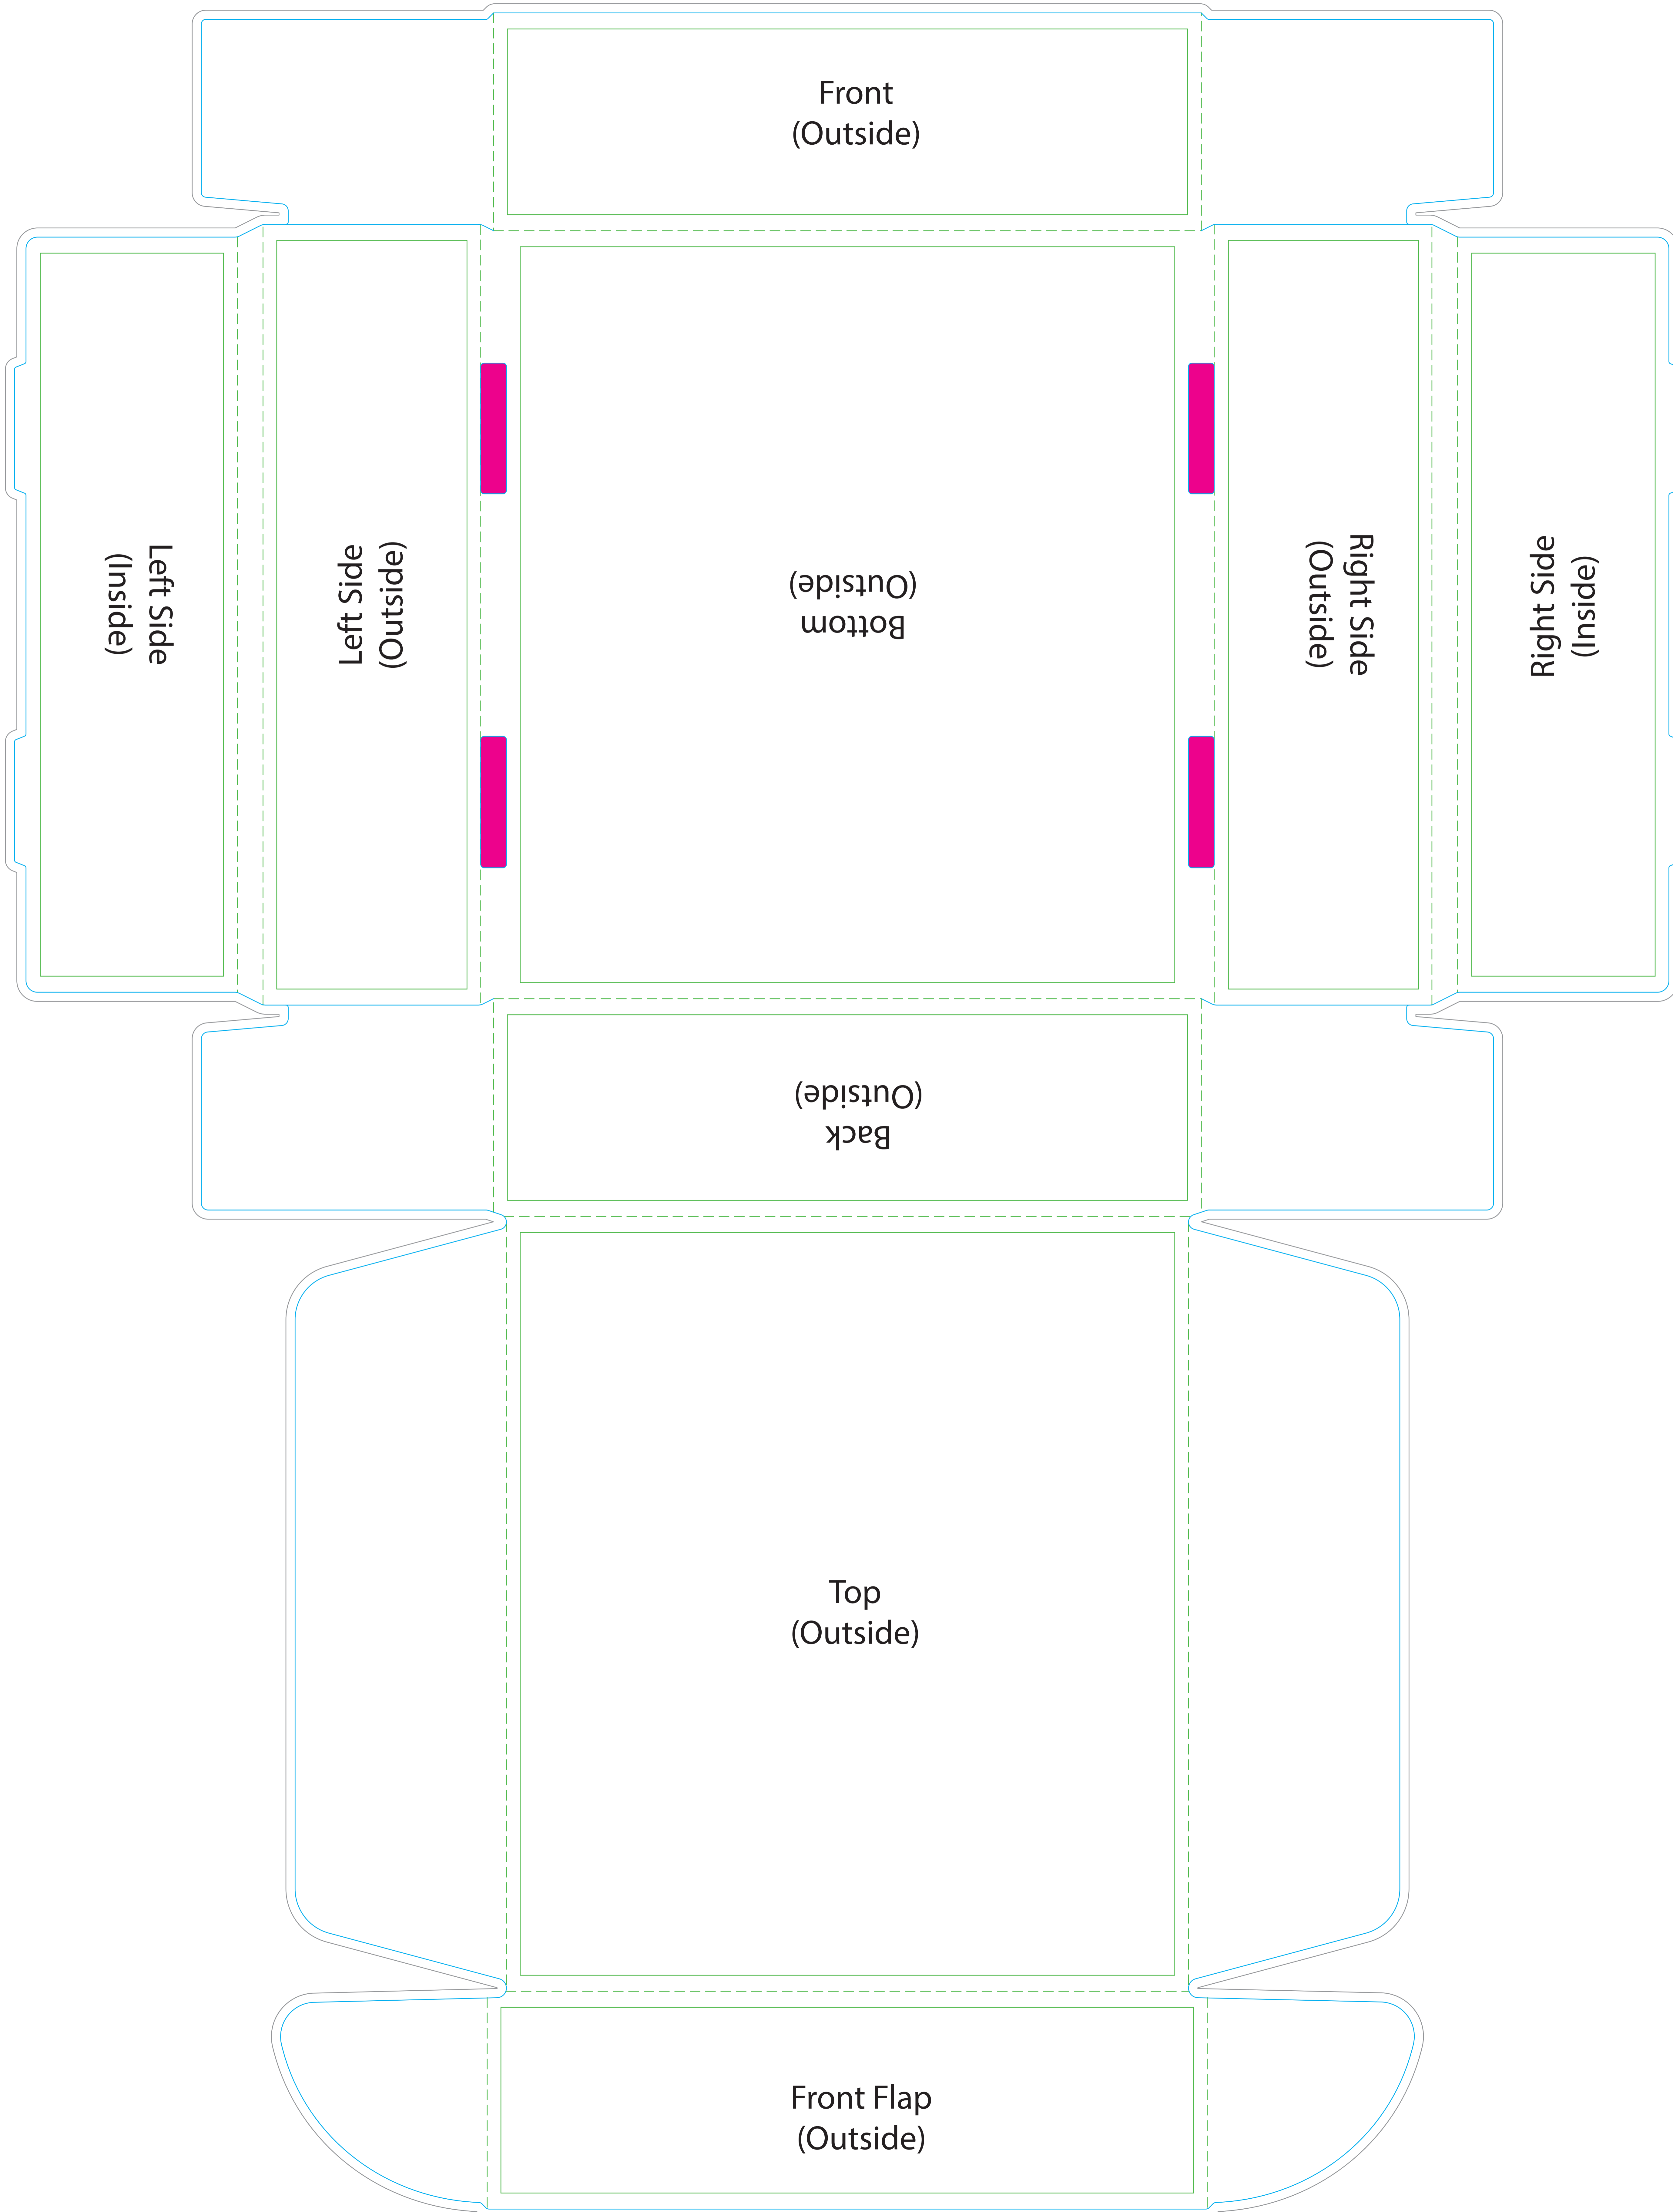 Front
(Outside)
Left Side
(Inside)
Left Side
(Outside)
Bottom
(Outside)
Right Side
(Outside)
Right Side
(Inside)
Back
(Outside)
Top
(Outside)
Front Flap
(Outside)